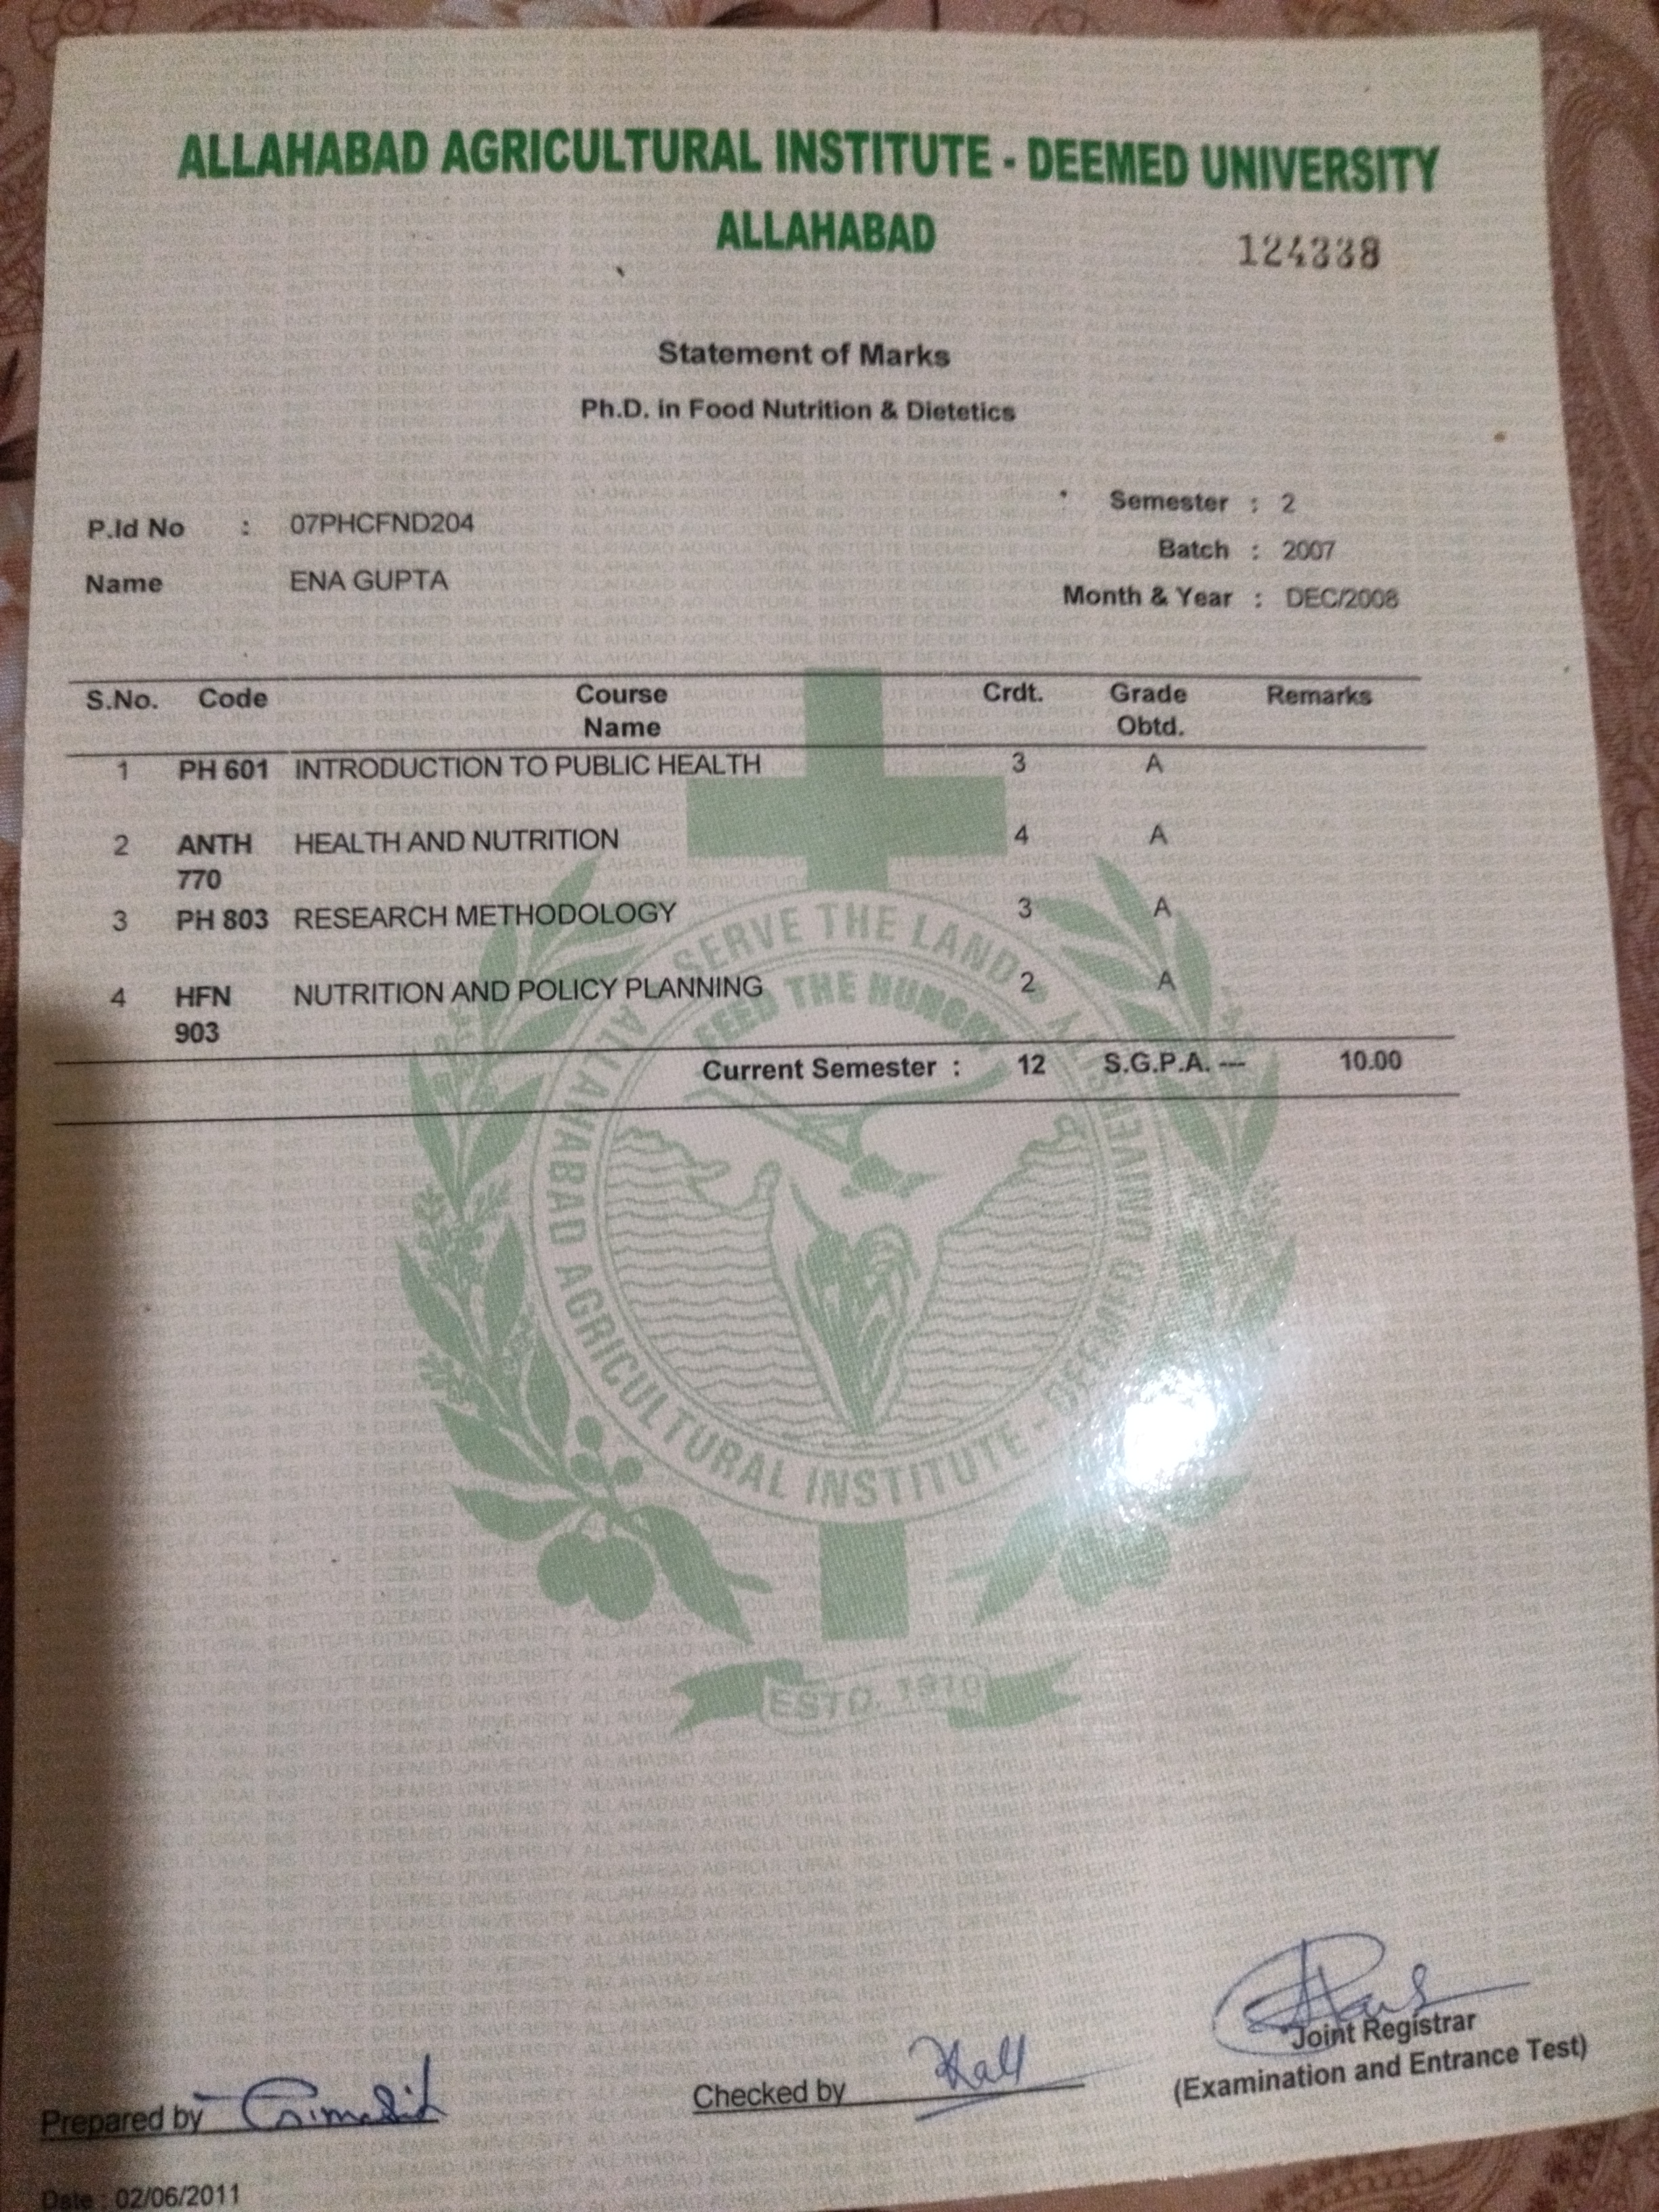 ALLAHABAD AGRICULTURAL INSTITUTE - DEEMED UNIVERSITY
ALLAHABAD
124338
Statement of Marks
Ph.D. in Food Nutrition & Dietetics
P.Id No : 07PHCFND204
Name ENA GUPTA
Semester : 2
Batch : 2007
Month & Year : DEC/2008
S.No. Code Course Name Crdt. Grade Obtd. Remarks
1 PH 601 INTRODUCTION TO PUBLIC HEALTH 3 A
2 ANTH 770 HEALTH AND NUTRITION 4 A
3 PH 803 RESEARCH METHODOLOGY 3 A
4 HFN 903 NUTRITION AND POLICY PLANNING 2 A
Current Semester : 12 S.G.P.A. --- 10.00
SERVE THE LAND
FEED THE HUNGRY
ALLAHABAD AGRICULTURAL INSTITUTE - DEEMED UNIVERSITY
ESTD. 1910
Prepared by
Checked by
Joint Registrar
(Examination and Entrance Test)
Date : 02/06/2011